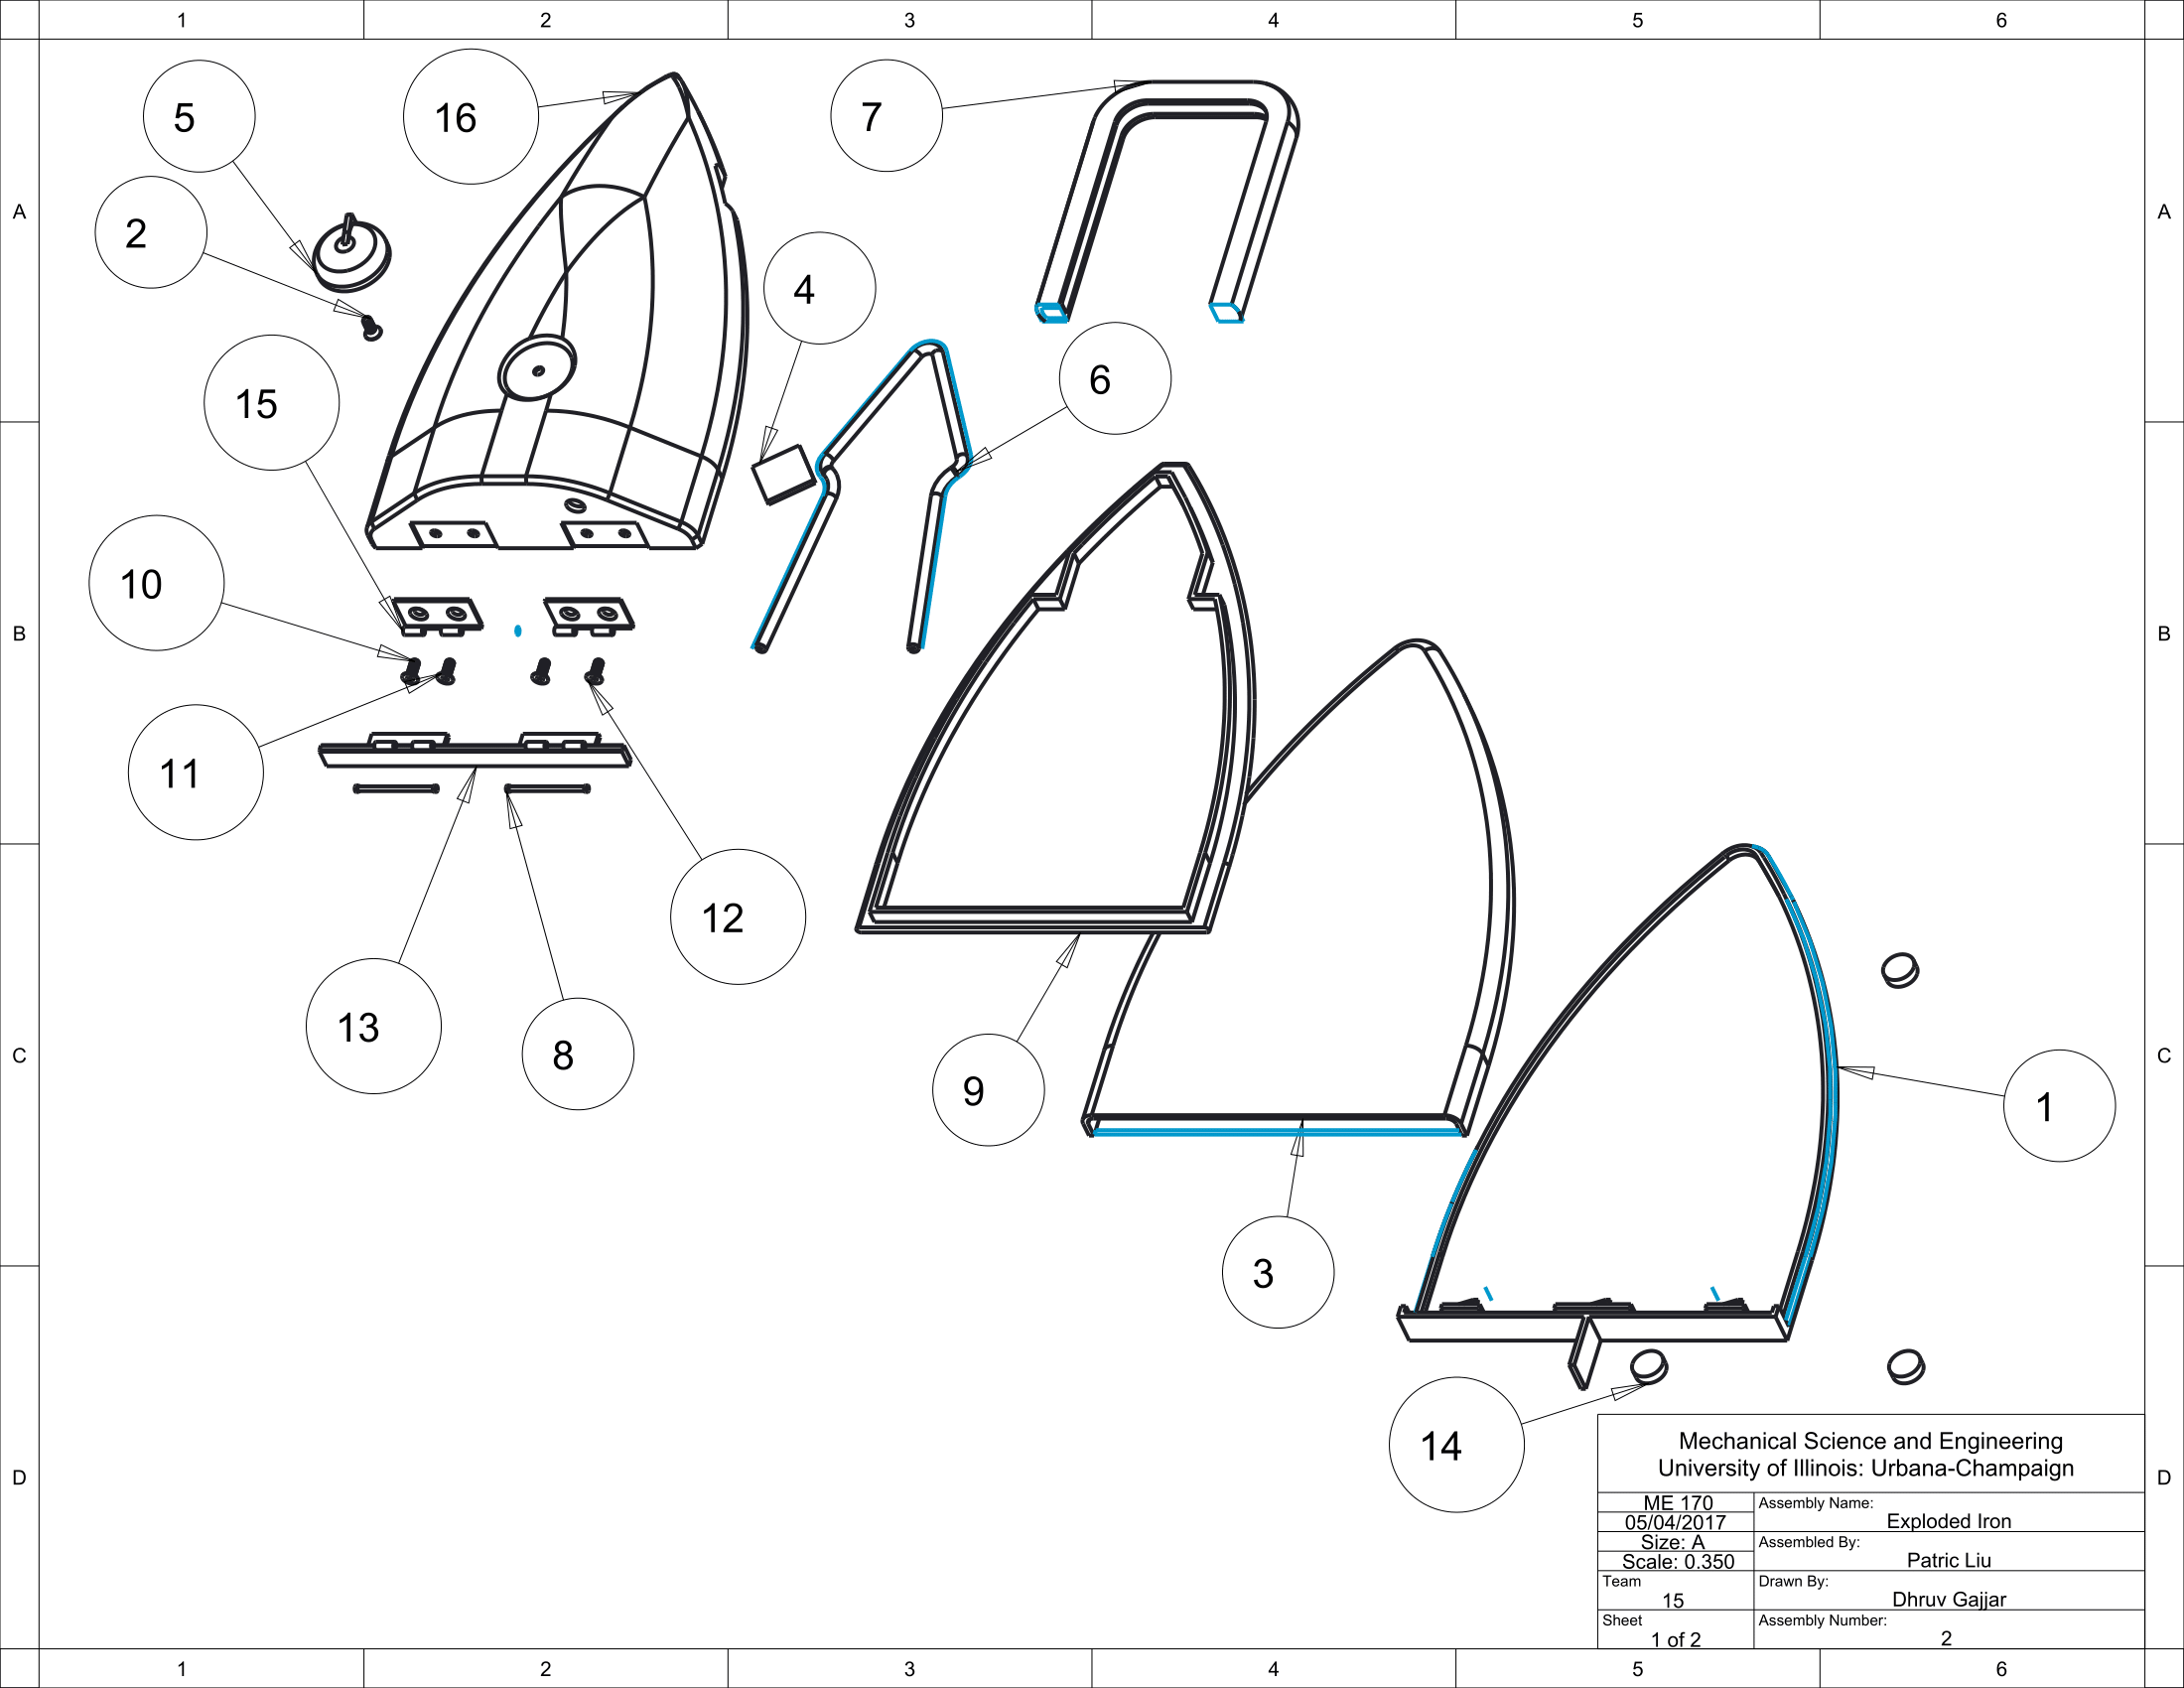 1 2 3 4 5 6
5
16
7
A A
2
4
15
6
10
B B
11
12
13
8
C C
9
1
3
14
Mechanical Science and Engineering
University of Illinois: Urbana-Champaign
D D
ME 170
05/04/2017
Size: A
Scale: 0.350
Assembly Name:
Exploded Iron
Assembled By:
Patric Liu
Team
15
Drawn By:
Dhruv Gajjar
Sheet
1 of 2
Assembly Number:
2
1 2 3 4 5 6